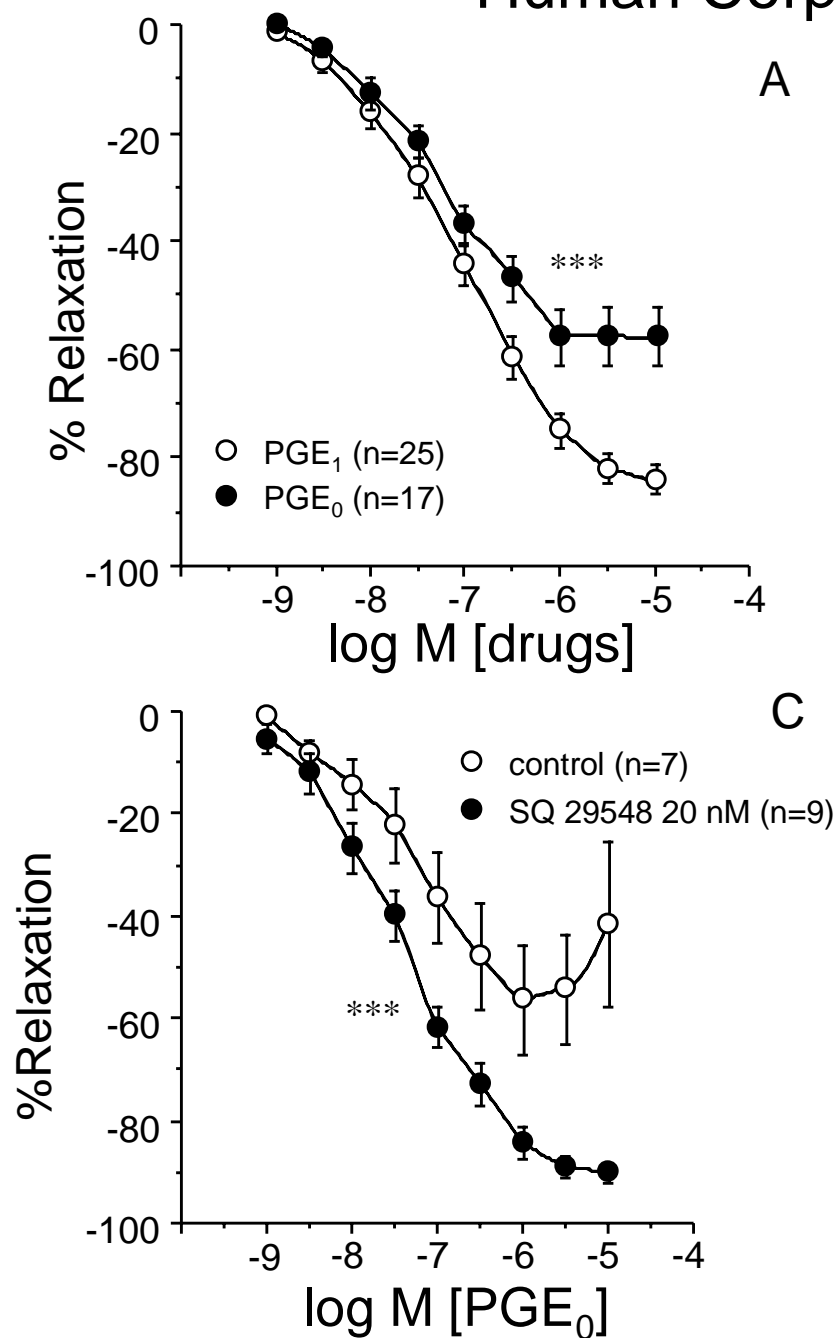 Human Corp
A
0
-20
-40
-60
-80
-100
% Relaxation
PGE₁ (n=25)
PGE₀ (n=17)
***
-9 -8 -7 -6 -5 -4
log M [drugs]
C
0
-20
-40
-60
-80
-100
%Relaxation
control (n=7)
SQ 29548 20 nM (n=9)
***
-9 -8 -7 -6 -5 -4
log M [PGE₀]